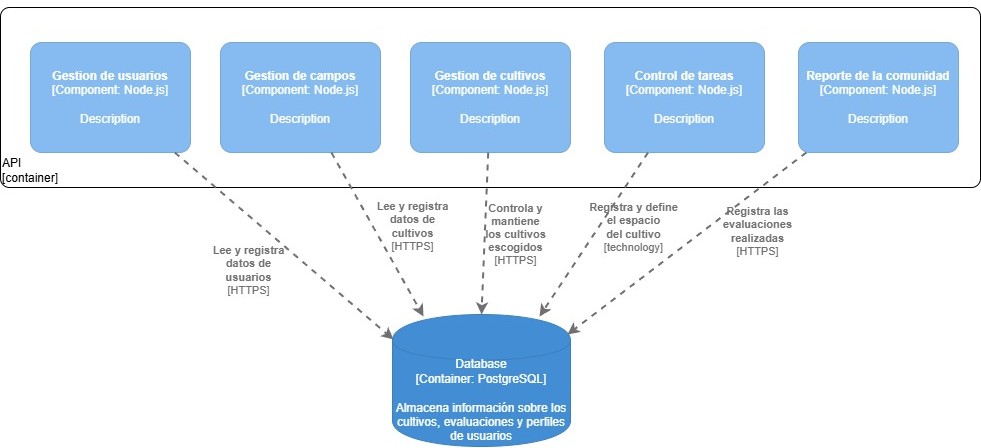 Gestion de usuarios
[Component: Node.js]
Description
Gestion de campos
[Component: Node.js]
Description
Gestion de cultivos
[Component: Node.js]
Description
Control de tareas
[Component: Node.js]
Description
Reporte de la comunidad
[Component: Node.js]
Description
API
[container]
Lee y registra
datos de
usuarios
[HTTPS]
Lee y registra
datos de
cultivos
[HTTPS]
Controla y
mantiene
los cultivos
escogidos
[HTTPS]
Registra y define
el espacio
del cultivo
[technology]
Registra las
evaluaciones
realizadas
[HTTPS]
Database
[Container: PostgreSQL]
Almacena información sobre los
cultivos, evaluaciones y perfiles
de usuarios